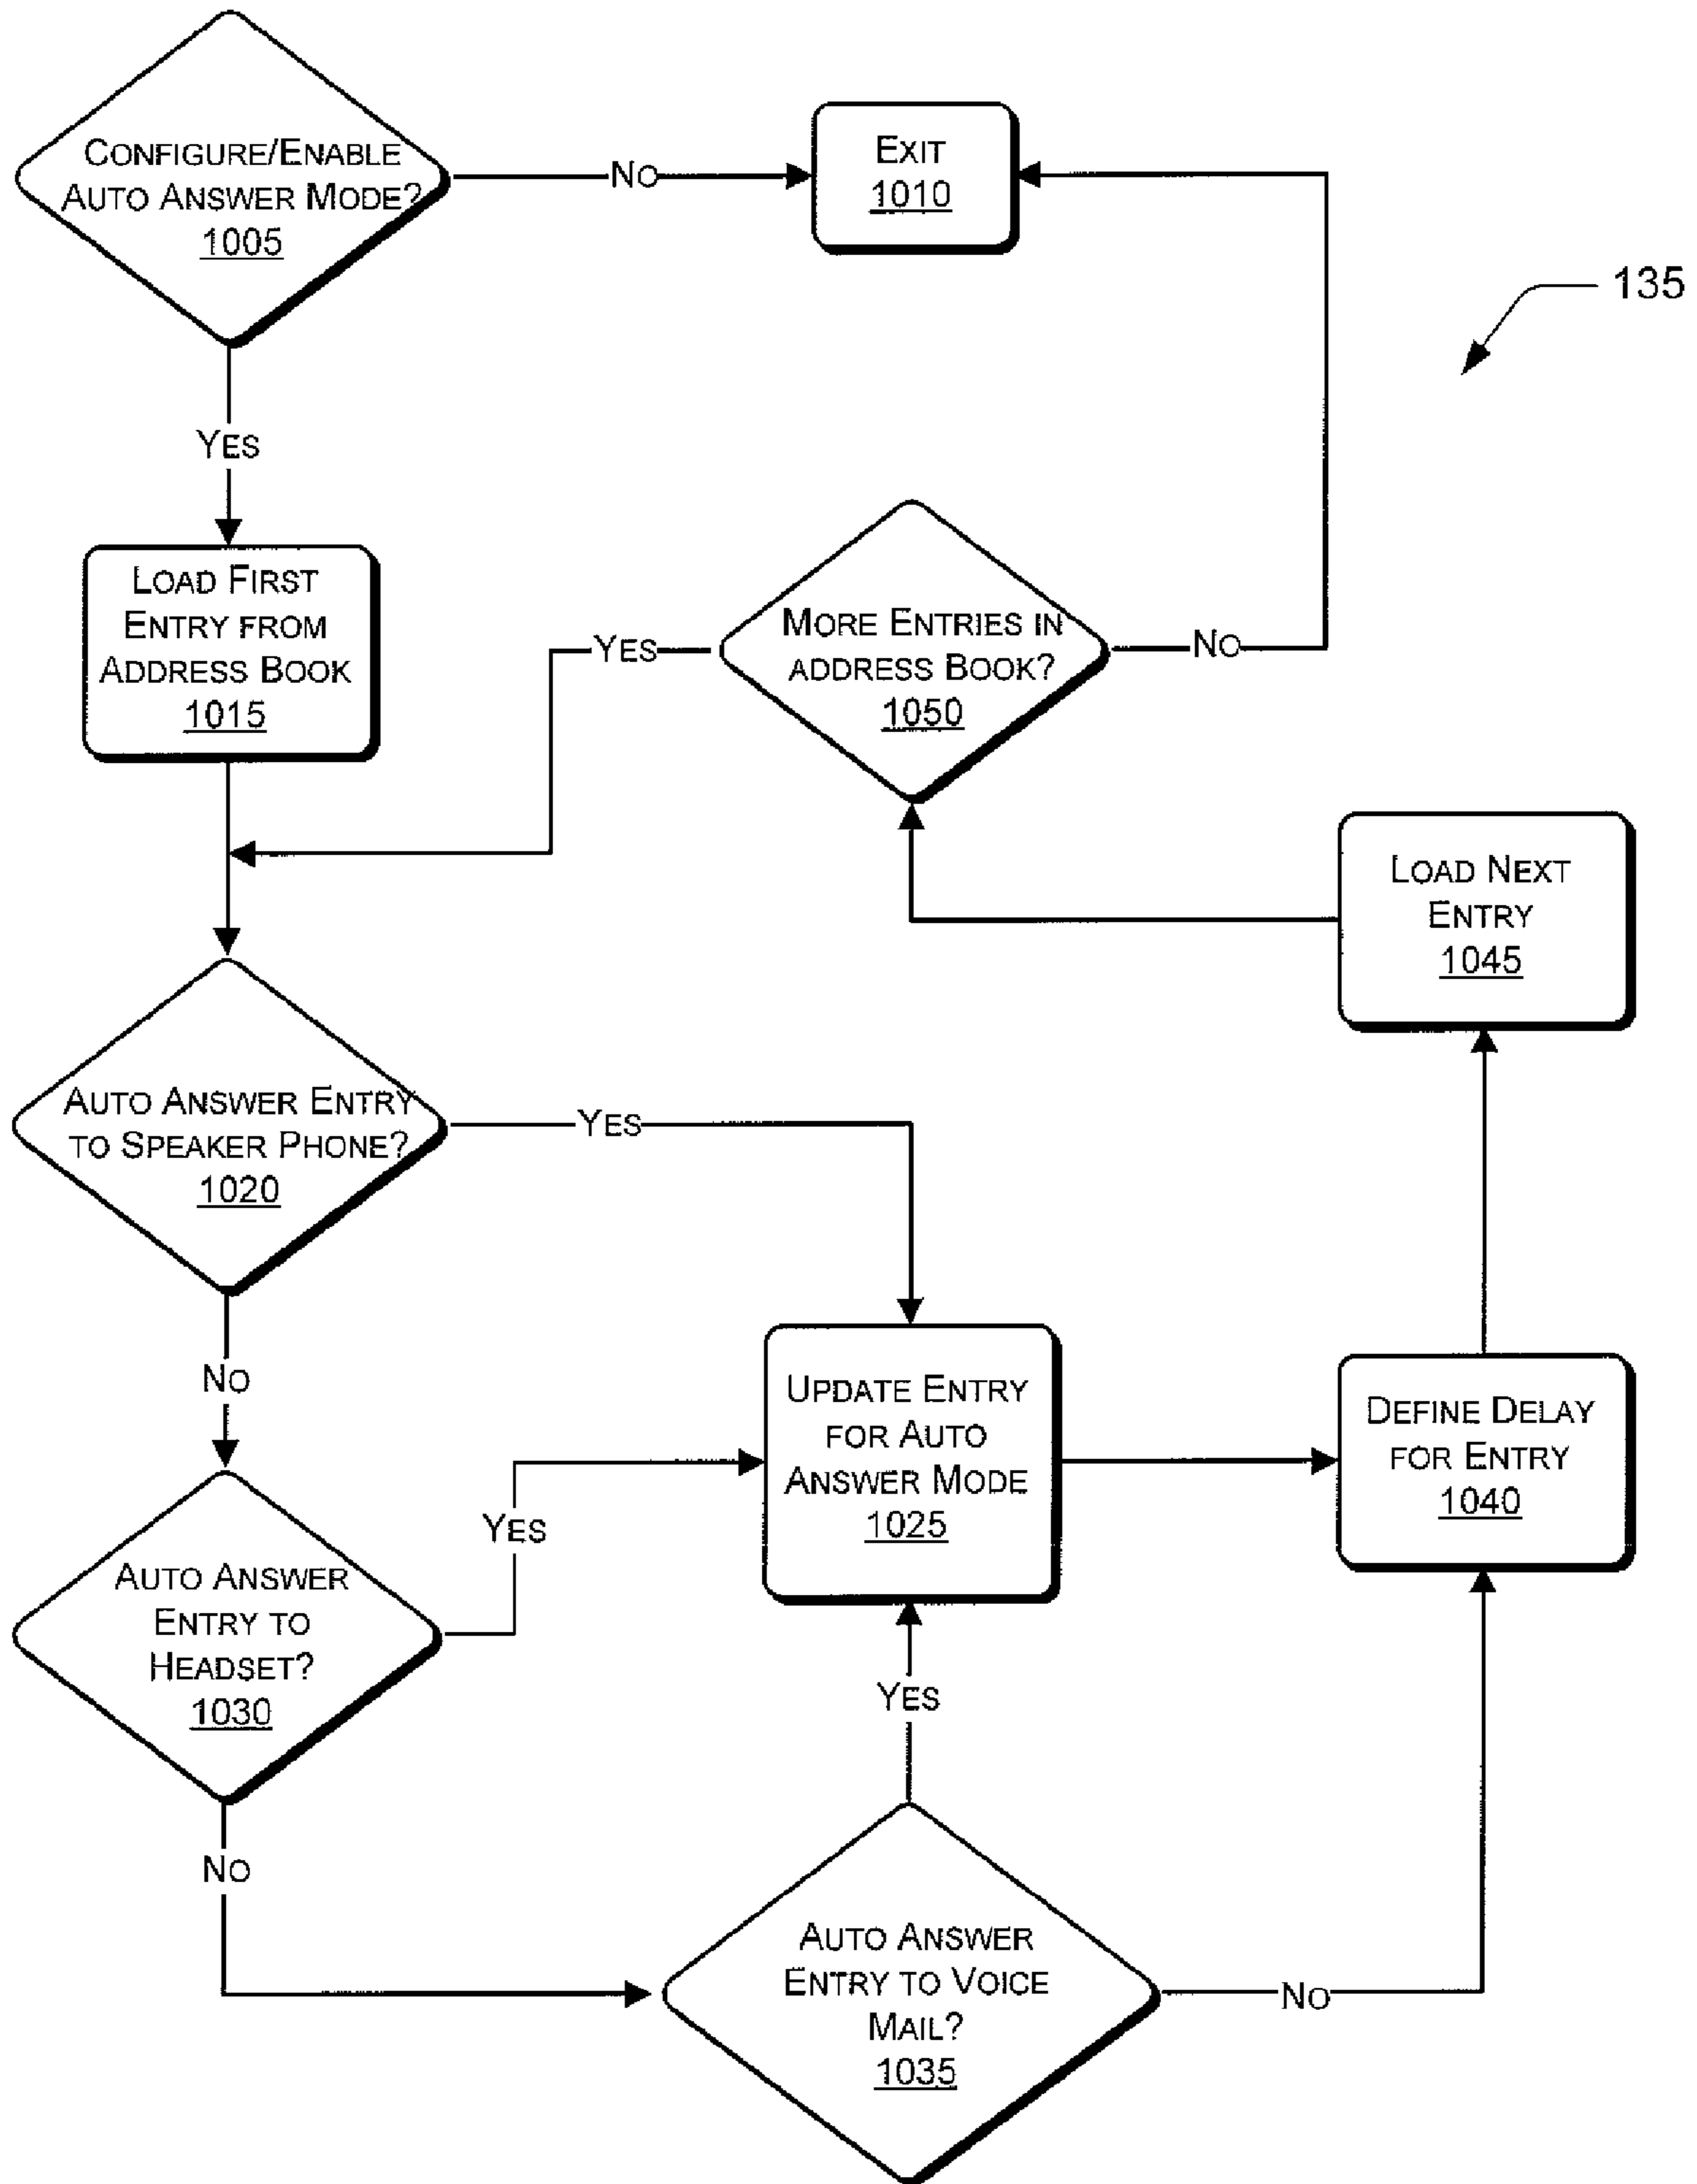 CONFIGURE/ENABLE
AUTO ANSWER MODE?
1005
NO
EXIT
1010
135
YES
LOAD FIRST
ENTRY FROM
ADDRESS BOOK
1015
YES
MORE ENTRIES IN
ADDRESS BOOK?
1050
NO
LOAD NEXT
ENTRY
1045
AUTO ANSWER ENTRY
TO SPEAKER PHONE?
1020
YES
NO
UPDATE ENTRY
FOR AUTO
ANSWER MODE
1025
DEFINE DELAY
FOR ENTRY
1040
AUTO ANSWER
ENTRY TO
HEADSET?
1030
YES
NO
YES
AUTO ANSWER
ENTRY TO VOICE
MAIL?
1035
NO